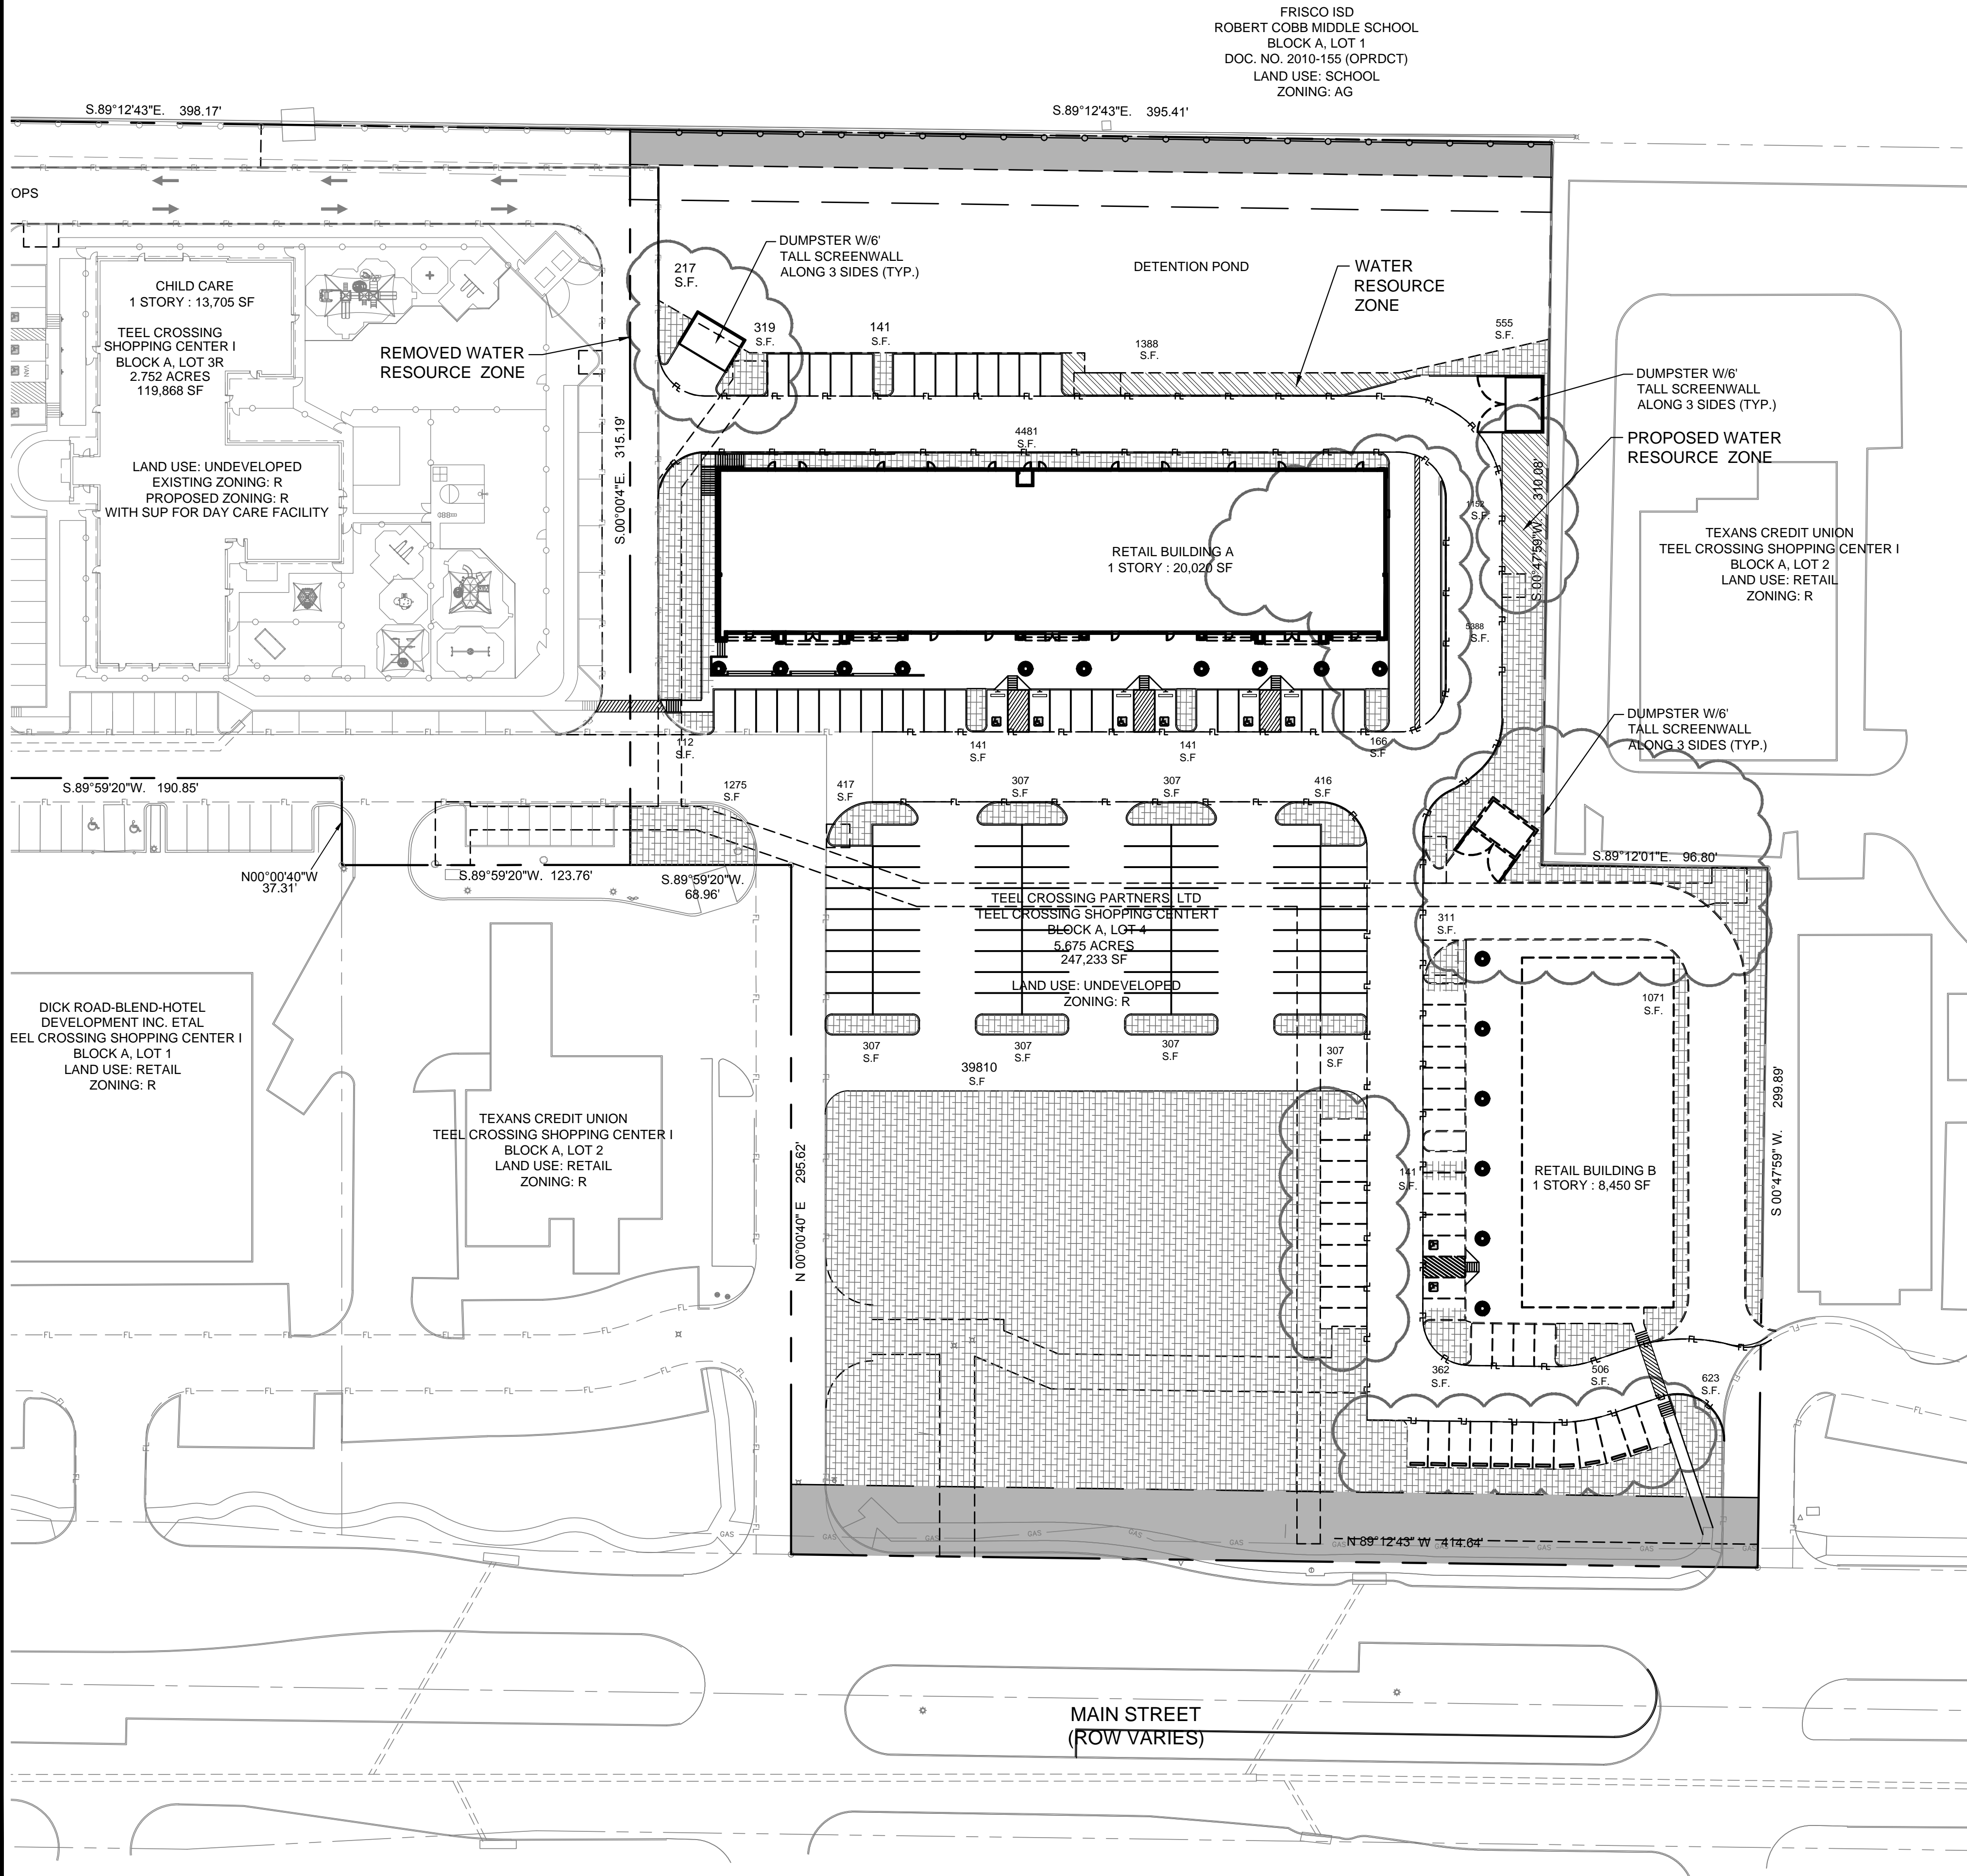 FRISCO ISD
ROBERT COBB MIDDLE SCHOOL
BLOCK A, LOT 1
DOC. NO. 2010-155 (OPRDCT)
LAND USE: SCHOOL
ZONING: AG
S.89°12'43"E. 398.17'
S.89°12'43"E. 395.41'
OPS
CHILD CARE
1 STORY : 13,705 SF
TEEL CROSSING
SHOPPING CENTER I
BLOCK A, LOT 3R
2.752 ACRES
119,868 SF
LAND USE: UNDEVELOPED
EXISTING ZONING: R
PROPOSED ZONING: R
WITH SUP FOR DAY CARE FACILITY
VAN
REMOVED WATER
RESOURCE ZONE
S.00°00'4"E. 315.19'
217
S.F.
DUMPSTER W/6'
TALL SCREENWALL
ALONG 3 SIDES (TYP.)
319
S.F.
141
S.F.
DETENTION POND
WATER
RESOURCE
ZONE
1388
S.F.
555
S.F.
DUMPSTER W/6'
TALL SCREENWALL
ALONG 3 SIDES (TYP.)
PROPOSED WATER
RESOURCE ZONE
4481
S.F.
RETAIL BUILDING A
1 STORY : 20,020 SF
1152
S.F.
5388
S.F.
S.00°47'59"W. 310.08'
TEXANS CREDIT UNION
TEEL CROSSING SHOPPING CENTER I
BLOCK A, LOT 2
LAND USE: RETAIL
ZONING: R
DUMPSTER W/6'
TALL SCREENWALL
ALONG 3 SIDES (TYP.)
112
S.F.
141
S.F
141
S.F
166
S.F
S.89°59'20"W. 190.85'
1275
S.F
417
S.F
307
S.F
307
S.F
416
S.F
N00°00'40"W
37.31'
S.89°59'20"W. 123.76'
S.89°59'20"W.
68.96'
S.89°12'01"E. 96.80'
TEEL CROSSING PARTNERS, LTD
TEEL CROSSING SHOPPING CENTER I
BLOCK A, LOT 4
5.675 ACRES
247,233 SF
LAND USE: UNDEVELOPED
ZONING: R
311
S.F.
1071
S.F.
307
S.F
307
S.F
307
S.F
307
S.F
39810
S.F
DICK ROAD-BLEND-HOTEL
DEVELOPMENT INC. ETAL
EEL CROSSING SHOPPING CENTER I
BLOCK A, LOT 1
LAND USE: RETAIL
ZONING: R
TEXANS CREDIT UNION
TEEL CROSSING SHOPPING CENTER I
BLOCK A, LOT 2
LAND USE: RETAIL
ZONING: R
N 00°00'40" E 295.62'
141
S.F.
RETAIL BUILDING B
1 STORY : 8,450 SF
S 00°47'59" W. 299.89'
362
S.F.
506
S.F.
623
S.F.
FL
FL
FL
FL
GAS
GAS
GAS
GAS
GAS
N 89°12'43" W 414.64'
MAIN STREET
(ROW VARIES)